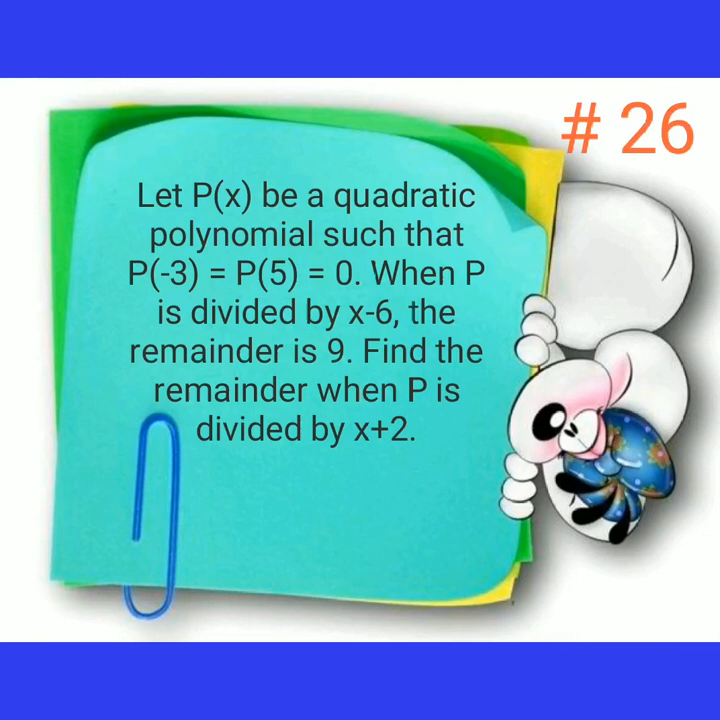 # 26
Let P(x) be a quadratic
polynomial such that
P(-3) = P(5) = 0. When P
is divided by x-6, the
remainder is 9. Find the
remainder when P is
divided by x+2.